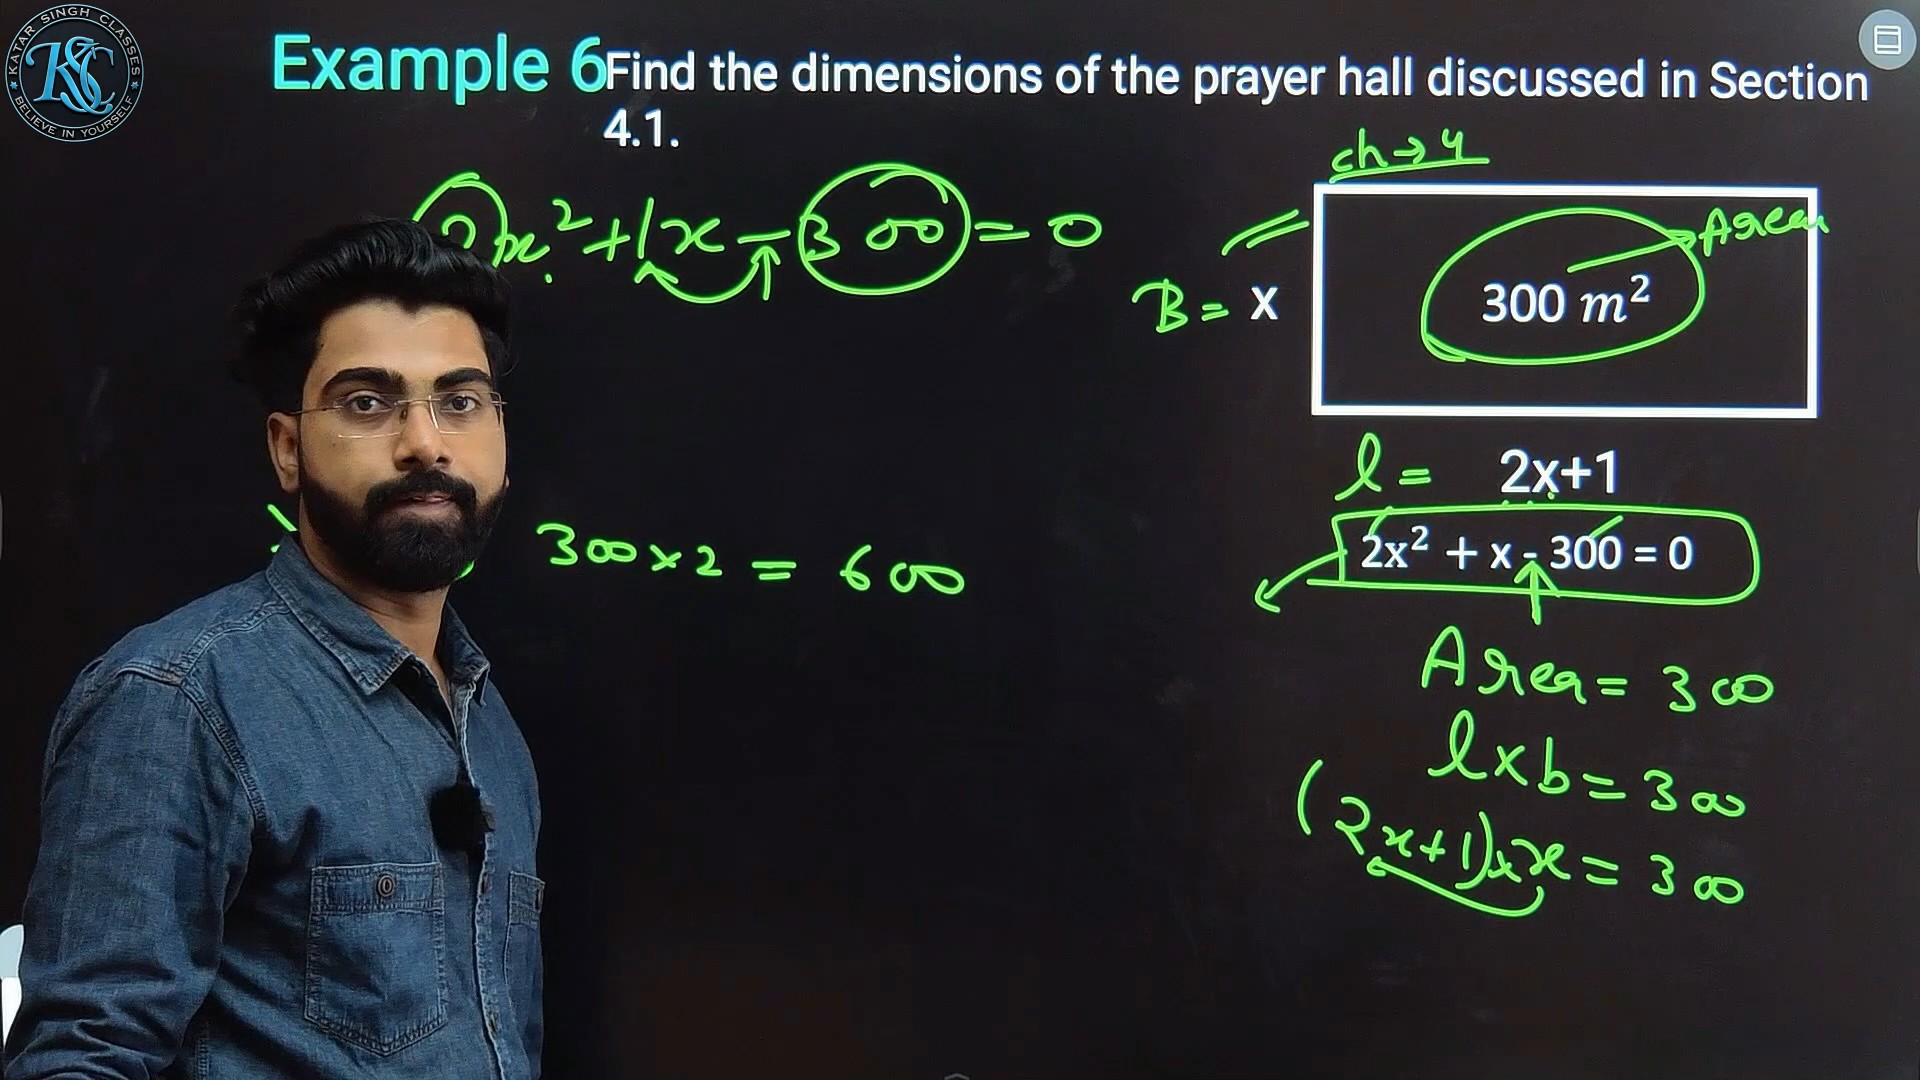 KATAR SINGH CLASSES
KSC
BELIEVE IN YOURSELF
Example 6
Find the dimensions of the prayer hall discussed in Section
4.1.
ch → 4
2x² + 1x - 300 = 0
Area
B = x
300 m²
l = 2x+1
2x² + x - 300 = 0
300 × 2 = 600
Area = 300
l × b = 300
(2x + 1) × x = 300